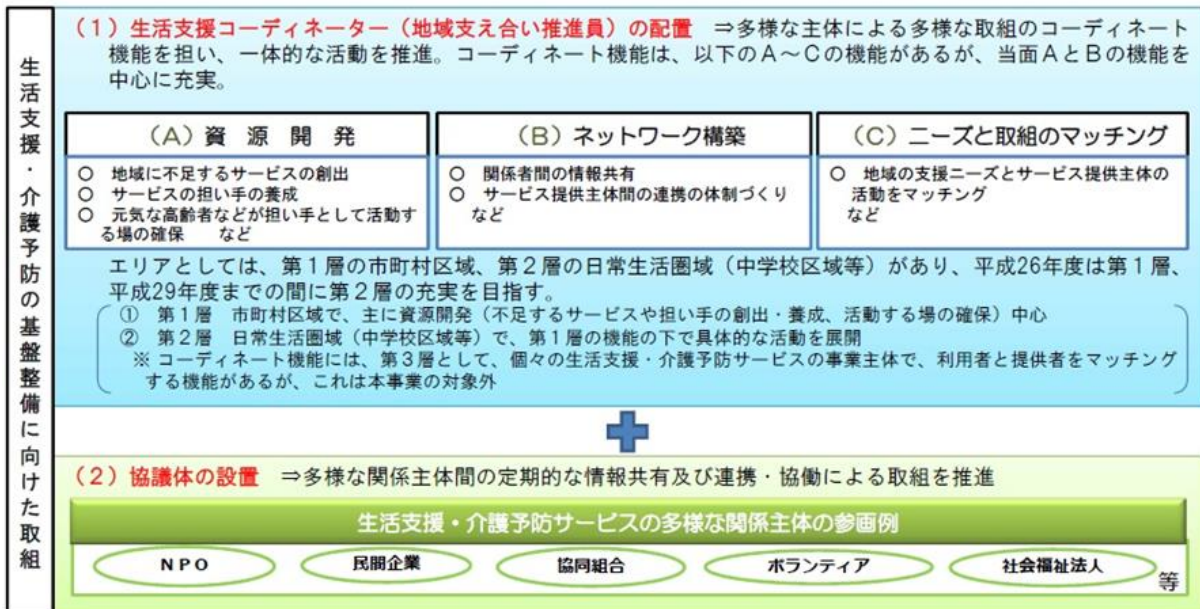 生活支援・介護予防の基盤整備に向けた取組
（１）生活支援コーディネーター（地域支え合い推進員）の配置　⇒多様な主体による多様な取組のコーディネート
機能を担い、一体的な活動を推進。コーディネート機能は、以下のＡ～Ｃの機能があるが、当面ＡとＢの機能を
中心に充実。
（A）資　源　開　発
○　地域に不足するサービスの創出
○　サービスの担い手の養成
○　元気な高齢者などが担い手として活動す
る場の確保　　など
（B）ネットワーク構築
○　関係者間の情報共有
○　サービス提供主体間の連携の体制づくり
など
（C）ニーズと取組のマッチング
○　地域の支援ニーズとサービス提供主体の
活動をマッチング
など
エリアとしては、第１層の市町村区域、第２層の日常生活圏域（中学校区域等）があり、平成26年度は第１層、
平成29年度までの間に第２層の充実を目指す。
①　第１層　市町村区域で、主に資源開発（不足するサービスや担い手の創出・養成、活動する場の確保）中心
②　第２層　日常生活圏域（中学校区域等）で、第１層の機能の下で具体的な活動を展開
※ コーディネート機能には、第３層として、個々の生活支援・介護予防サービスの事業主体で、利用者と提供者をマッチング
する機能があるが、これは本事業の対象外
（２）協議体の設置　⇒多様な関係主体間の定期的な情報共有及び連携・協働による取組を推進
生活支援・介護予防サービスの多様な関係主体の参画例
ＮＰＯ
民間企業
協同組合
ボランティア
社会福祉法人
等